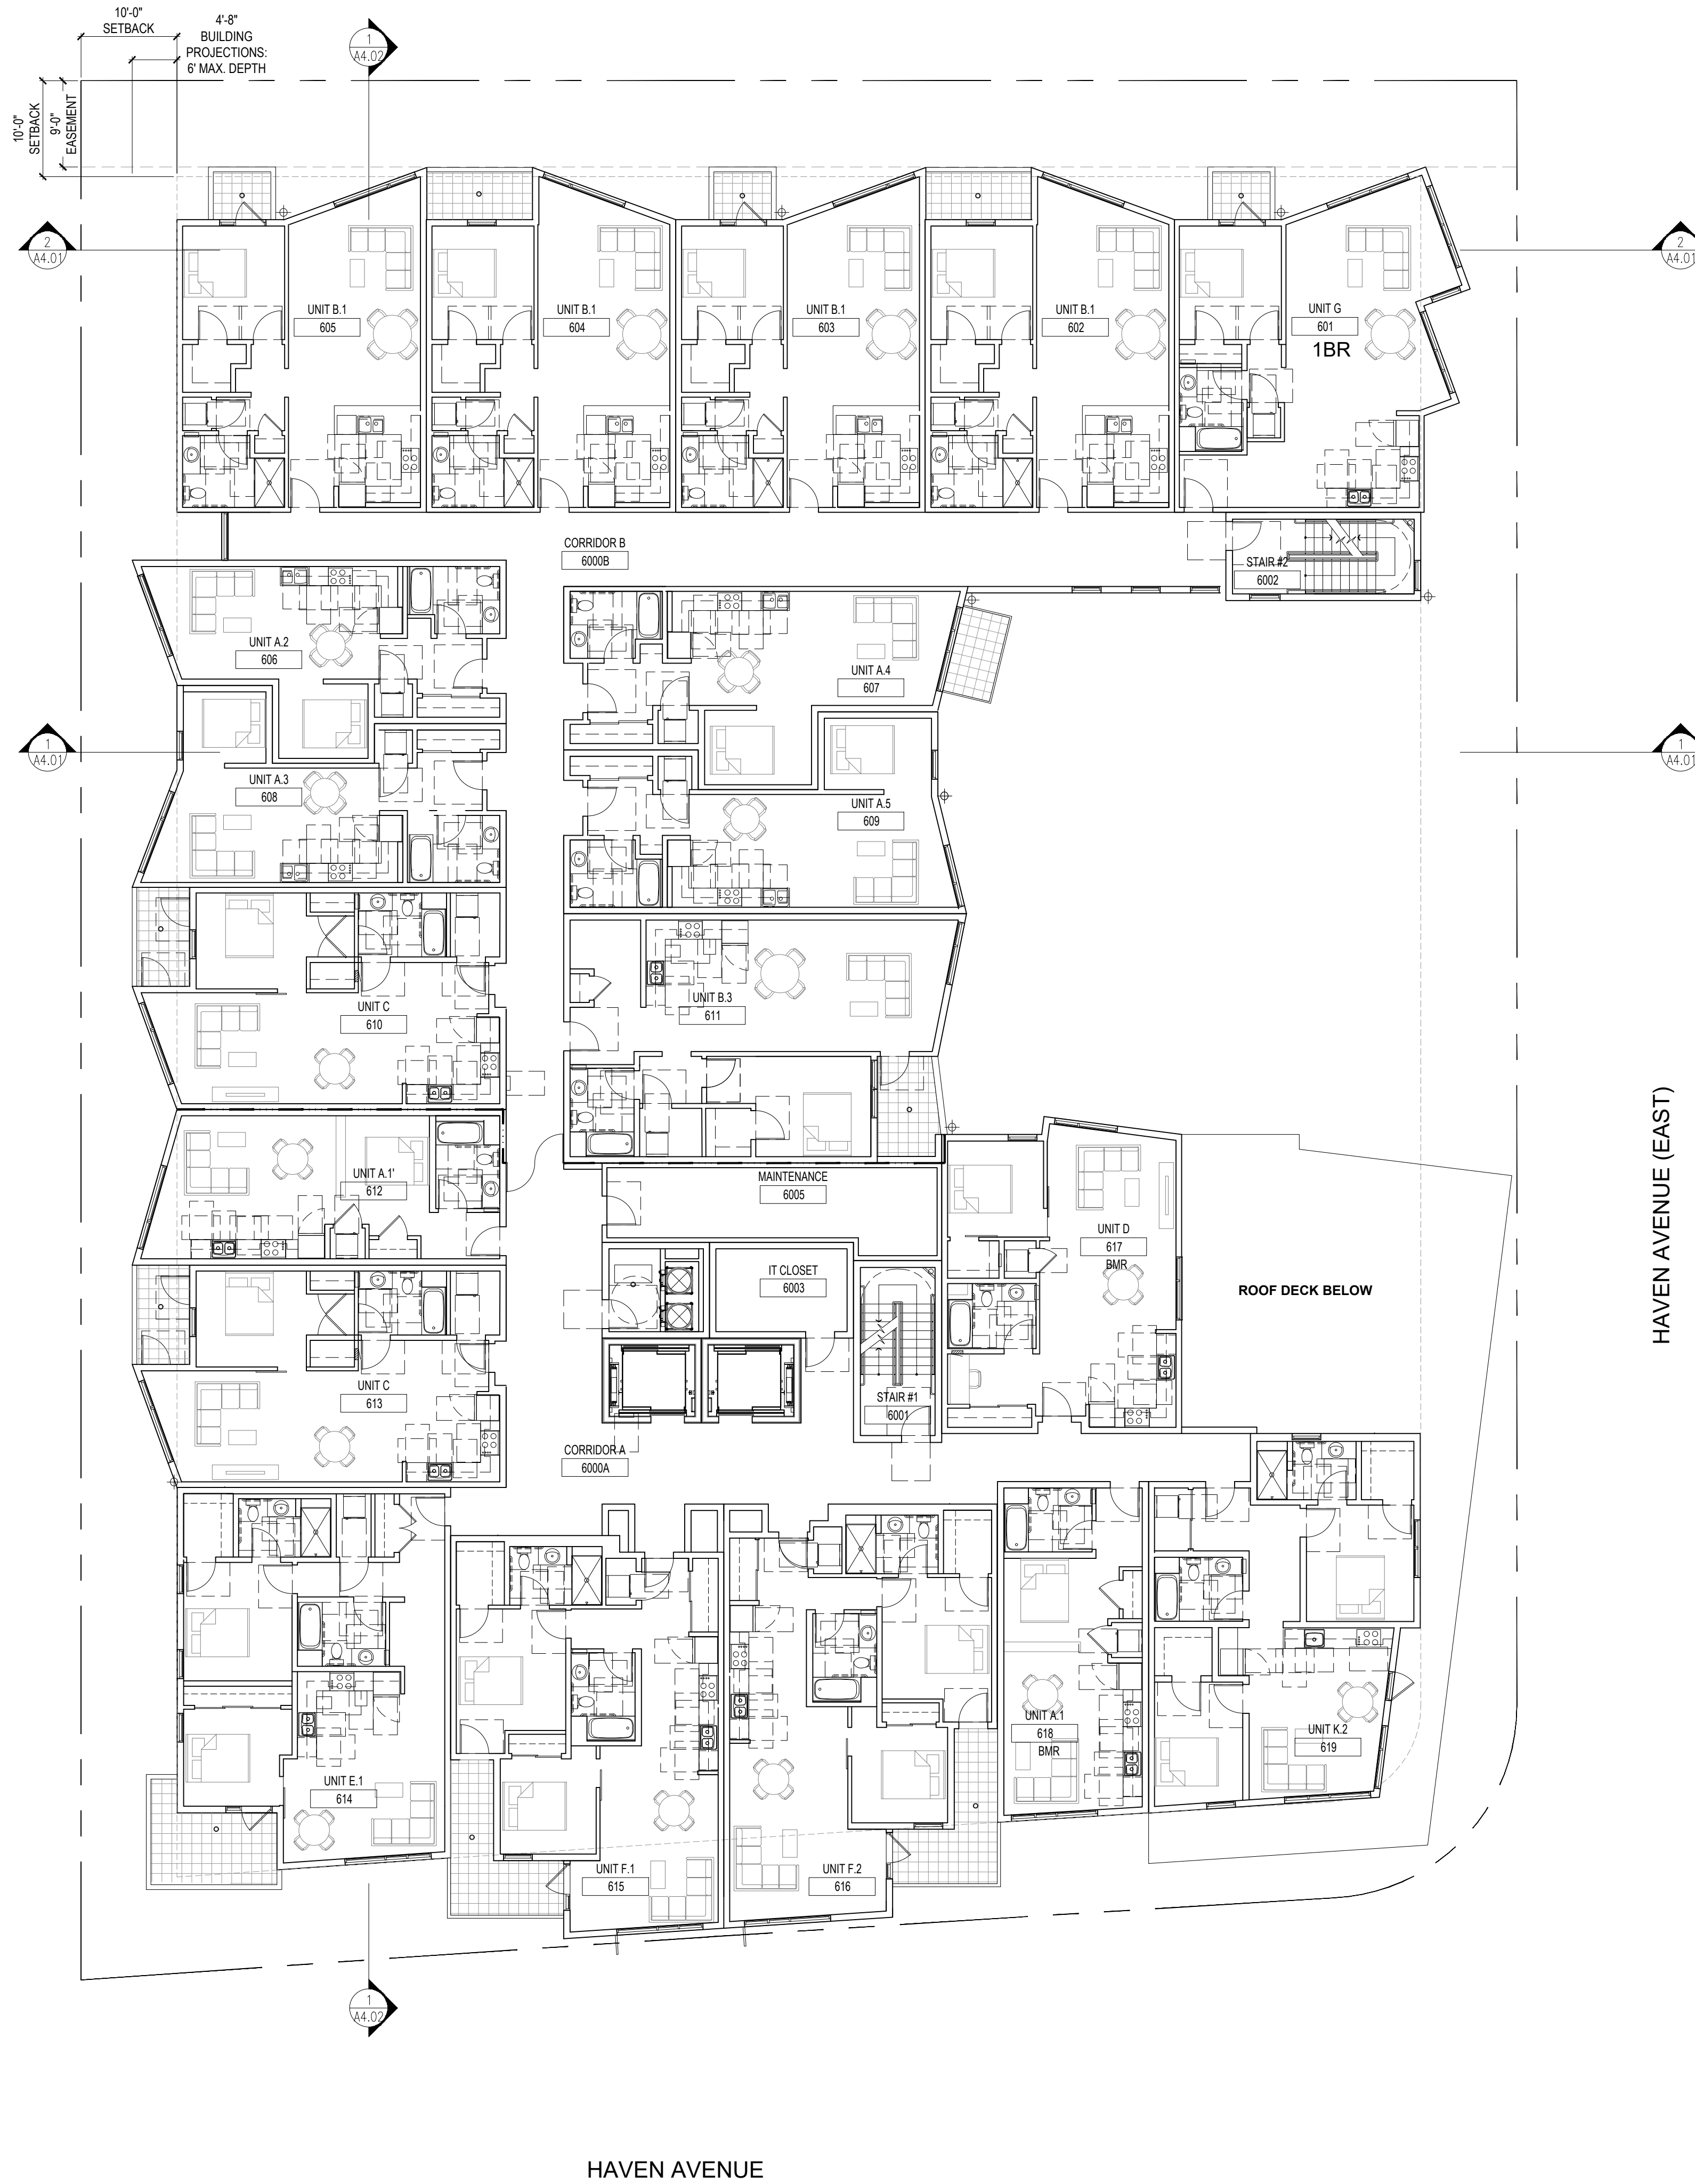 10'-0"
SETBACK
4'-8"
BUILDING
PROJECTIONS:
6' MAX. DEPTH
1
A4.02
10'-0"
SETBACK
9'-0"
EASEMENT
2
A4.01
2
A4.01
UNIT B.1
605
UNIT B.1
604
UNIT B.1
603
UNIT B.1
602
UNIT G
601
1BR
CORRIDOR B
6000B
STAIR #2
6002
UNIT A.2
606
UNIT A.4
607
1
A4.01
1
A4.01
UNIT A.3
608
UNIT A.5
609
UNIT C
610
UNIT B.3
611
UNIT A.1'
612
MAINTENANCE
6005
UNIT D
617
BMR
IT CLOSET
6003
ROOF DECK BELOW
HAVEN AVENUE (EAST)
UNIT C
613
STAIR #1
6001
CORRIDOR A
6000A
UNIT E.1
614
UNIT F.1
615
UNIT F.2
616
UNIT A.1
618
BMR
UNIT K.2
619
1
A4.02
HAVEN AVENUE